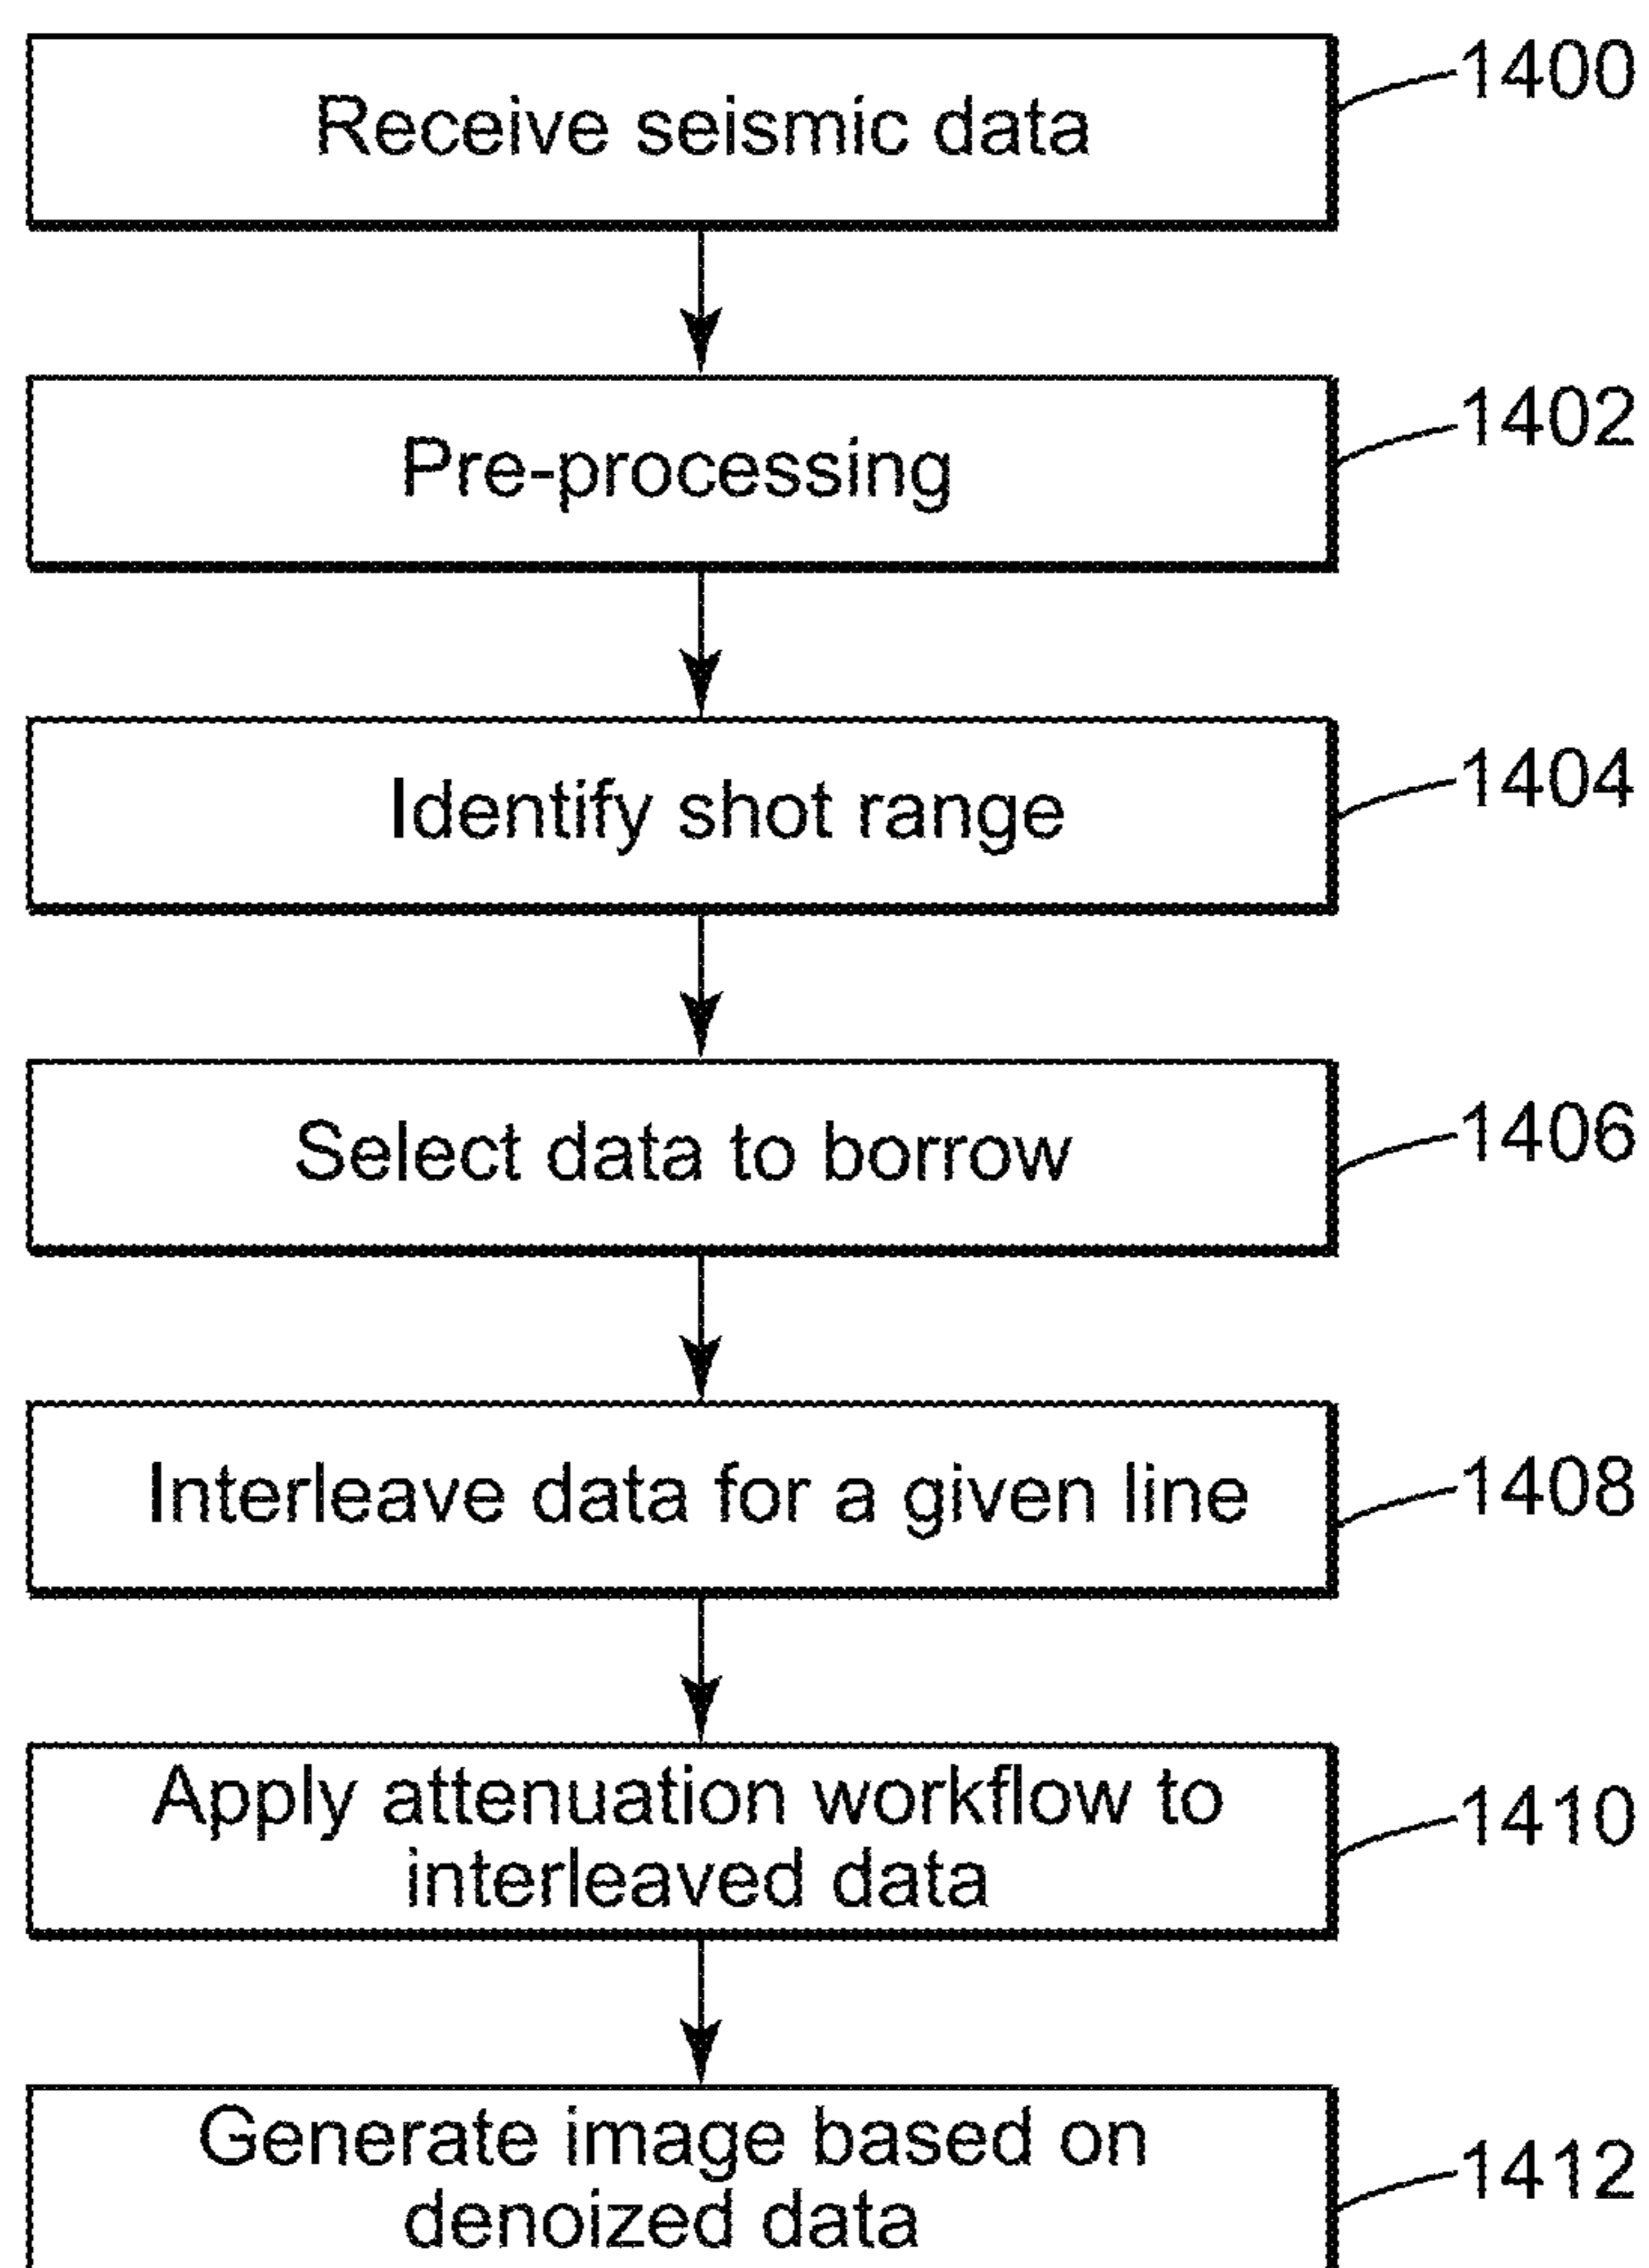 Receive seismic data
1400
Pre-processing
1402
Identify shot range
1404
Select data to borrow
1406
Interleave data for a given line
1408
Apply attenuation workflow to
interleaved data
1410
Generate image based on
denoized data
1412